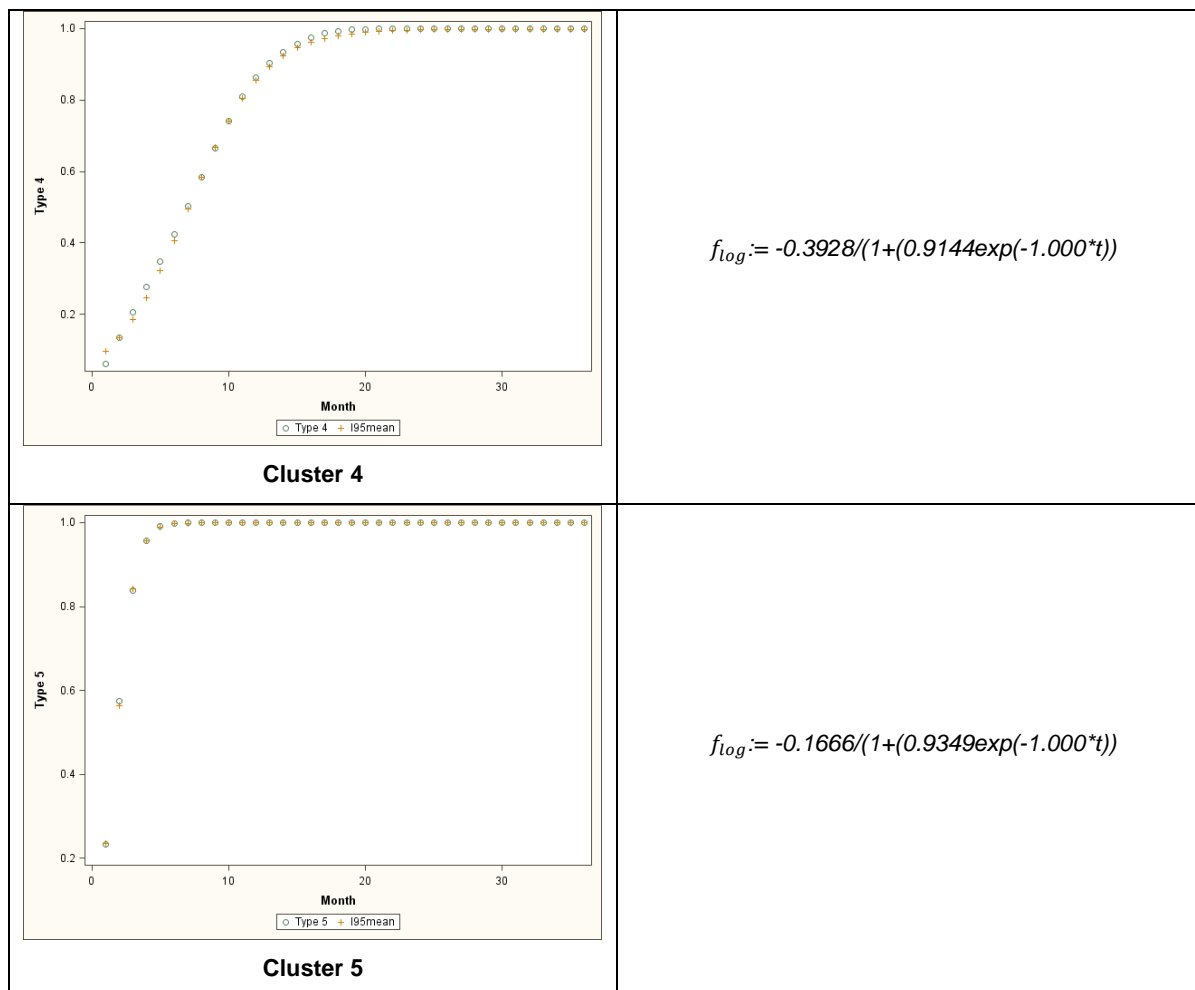 1.0
0.8
0.6
0.4
0.2
Type 4
0 10 20 30
Month
○ Type 4 + l95mean
Cluster 4
f_log:= -0.3928/(1+(0.9144exp(-1.000*t))
1.0
0.8
0.6
0.4
0.2
Type 5
0 10 20 30
Month
○ Type 5 + l95mean
Cluster 5
f_log:= -0.1666/(1+(0.9349exp(-1.000*t))